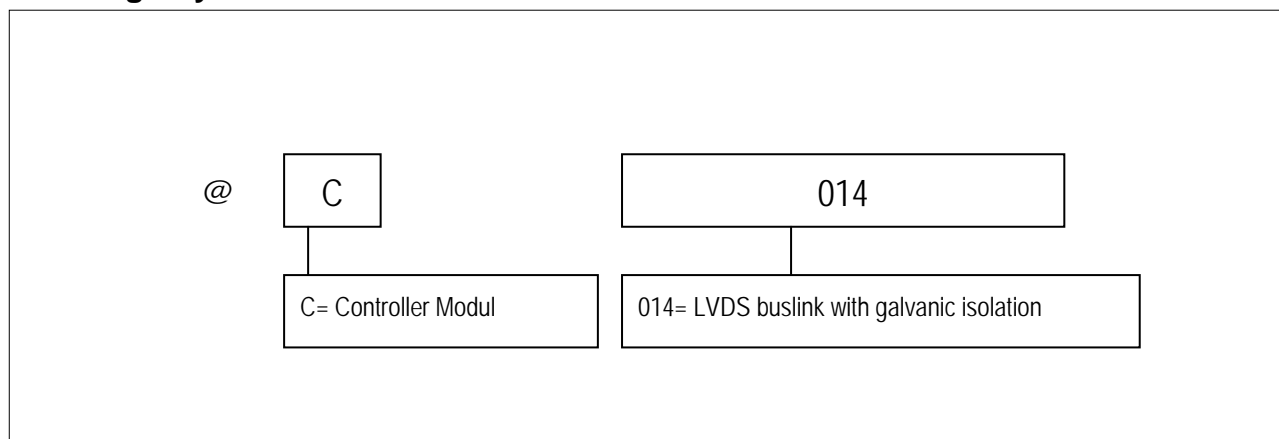 @ C 014
C= Controller Modul 014= LVDS buslink with galvanic isolation